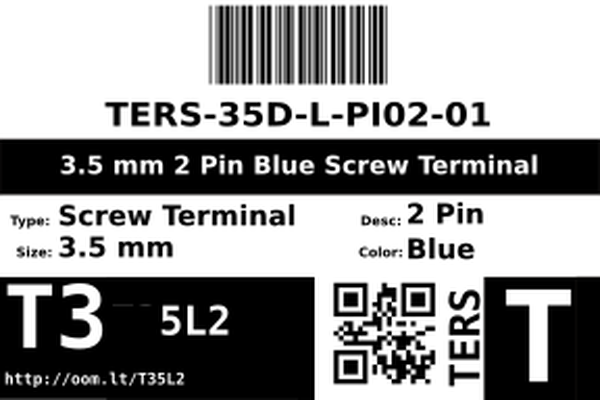 TERS-35D-L-PI02-01
3.5 mm 2 Pin Blue Screw Terminal
Type: Screw Terminal Desc: 2 Pin
Size: 3.5 mm Color: Blue
T3 5L2
TERS
T
http://oom.lt/T35L2